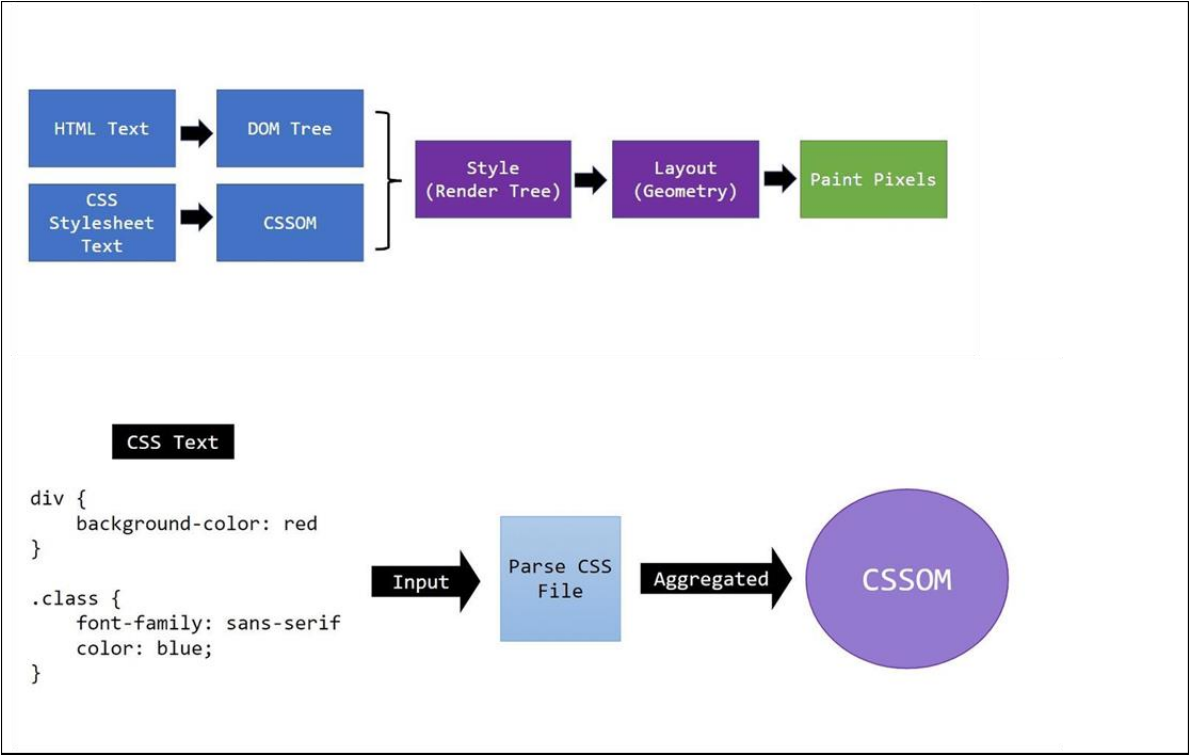 HTML Text
DOM Tree
CSS
Stylesheet
Text
CSSOM
Style
(Render Tree)
Layout
(Geometry)
Paint Pixels
CSS Text
div {
    background-color: red
}
.class {
    font-family: sans-serif
    color: blue;
}
Input
Parse CSS
File
Aggregated
CSSOM